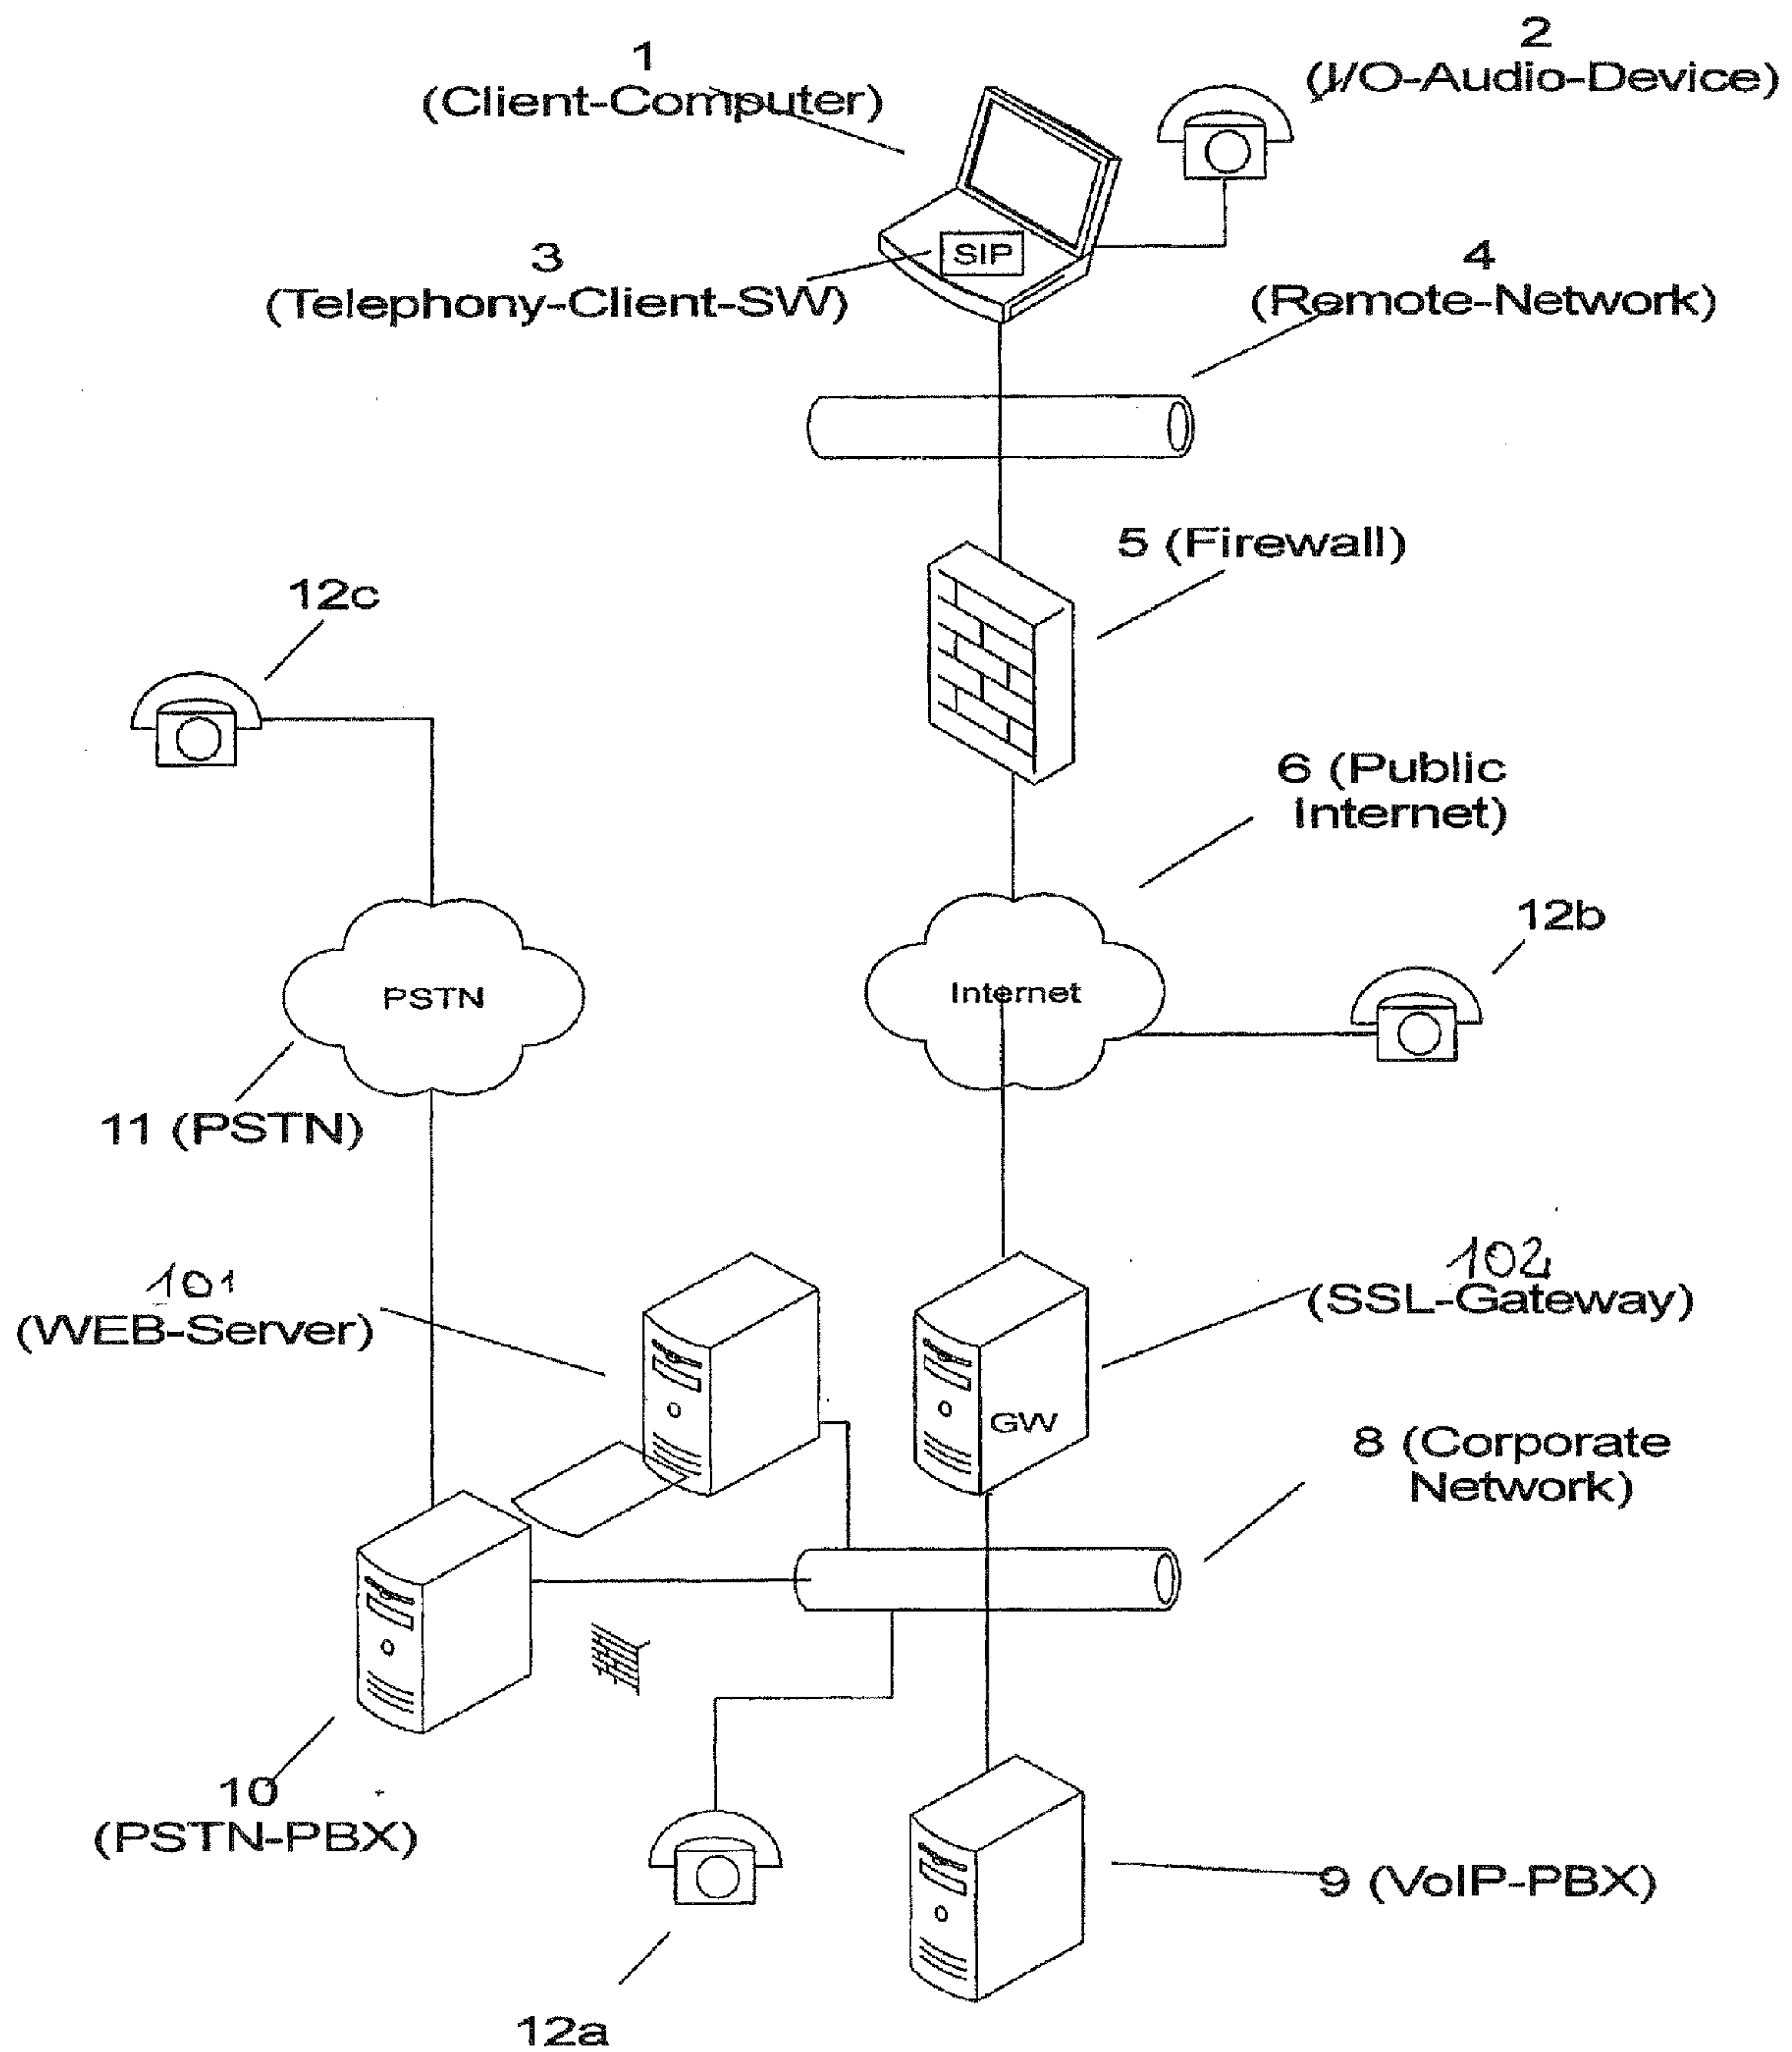 1
(Client-Computer)
2
(I/O-Audio-Device)
3
(Telephony-Client-SW)
SIP
4
(Remote-Network)
5 (Firewall)
12c
6 (Public
Internet)
12b
PSTN
Internet
11 (PSTN)
101
(WEB-Server)
102
(SSL-Gateway)
GW
8 (Corporate
Network)
10
(PSTN-PBX)
9 (VoIP-PBX)
12a